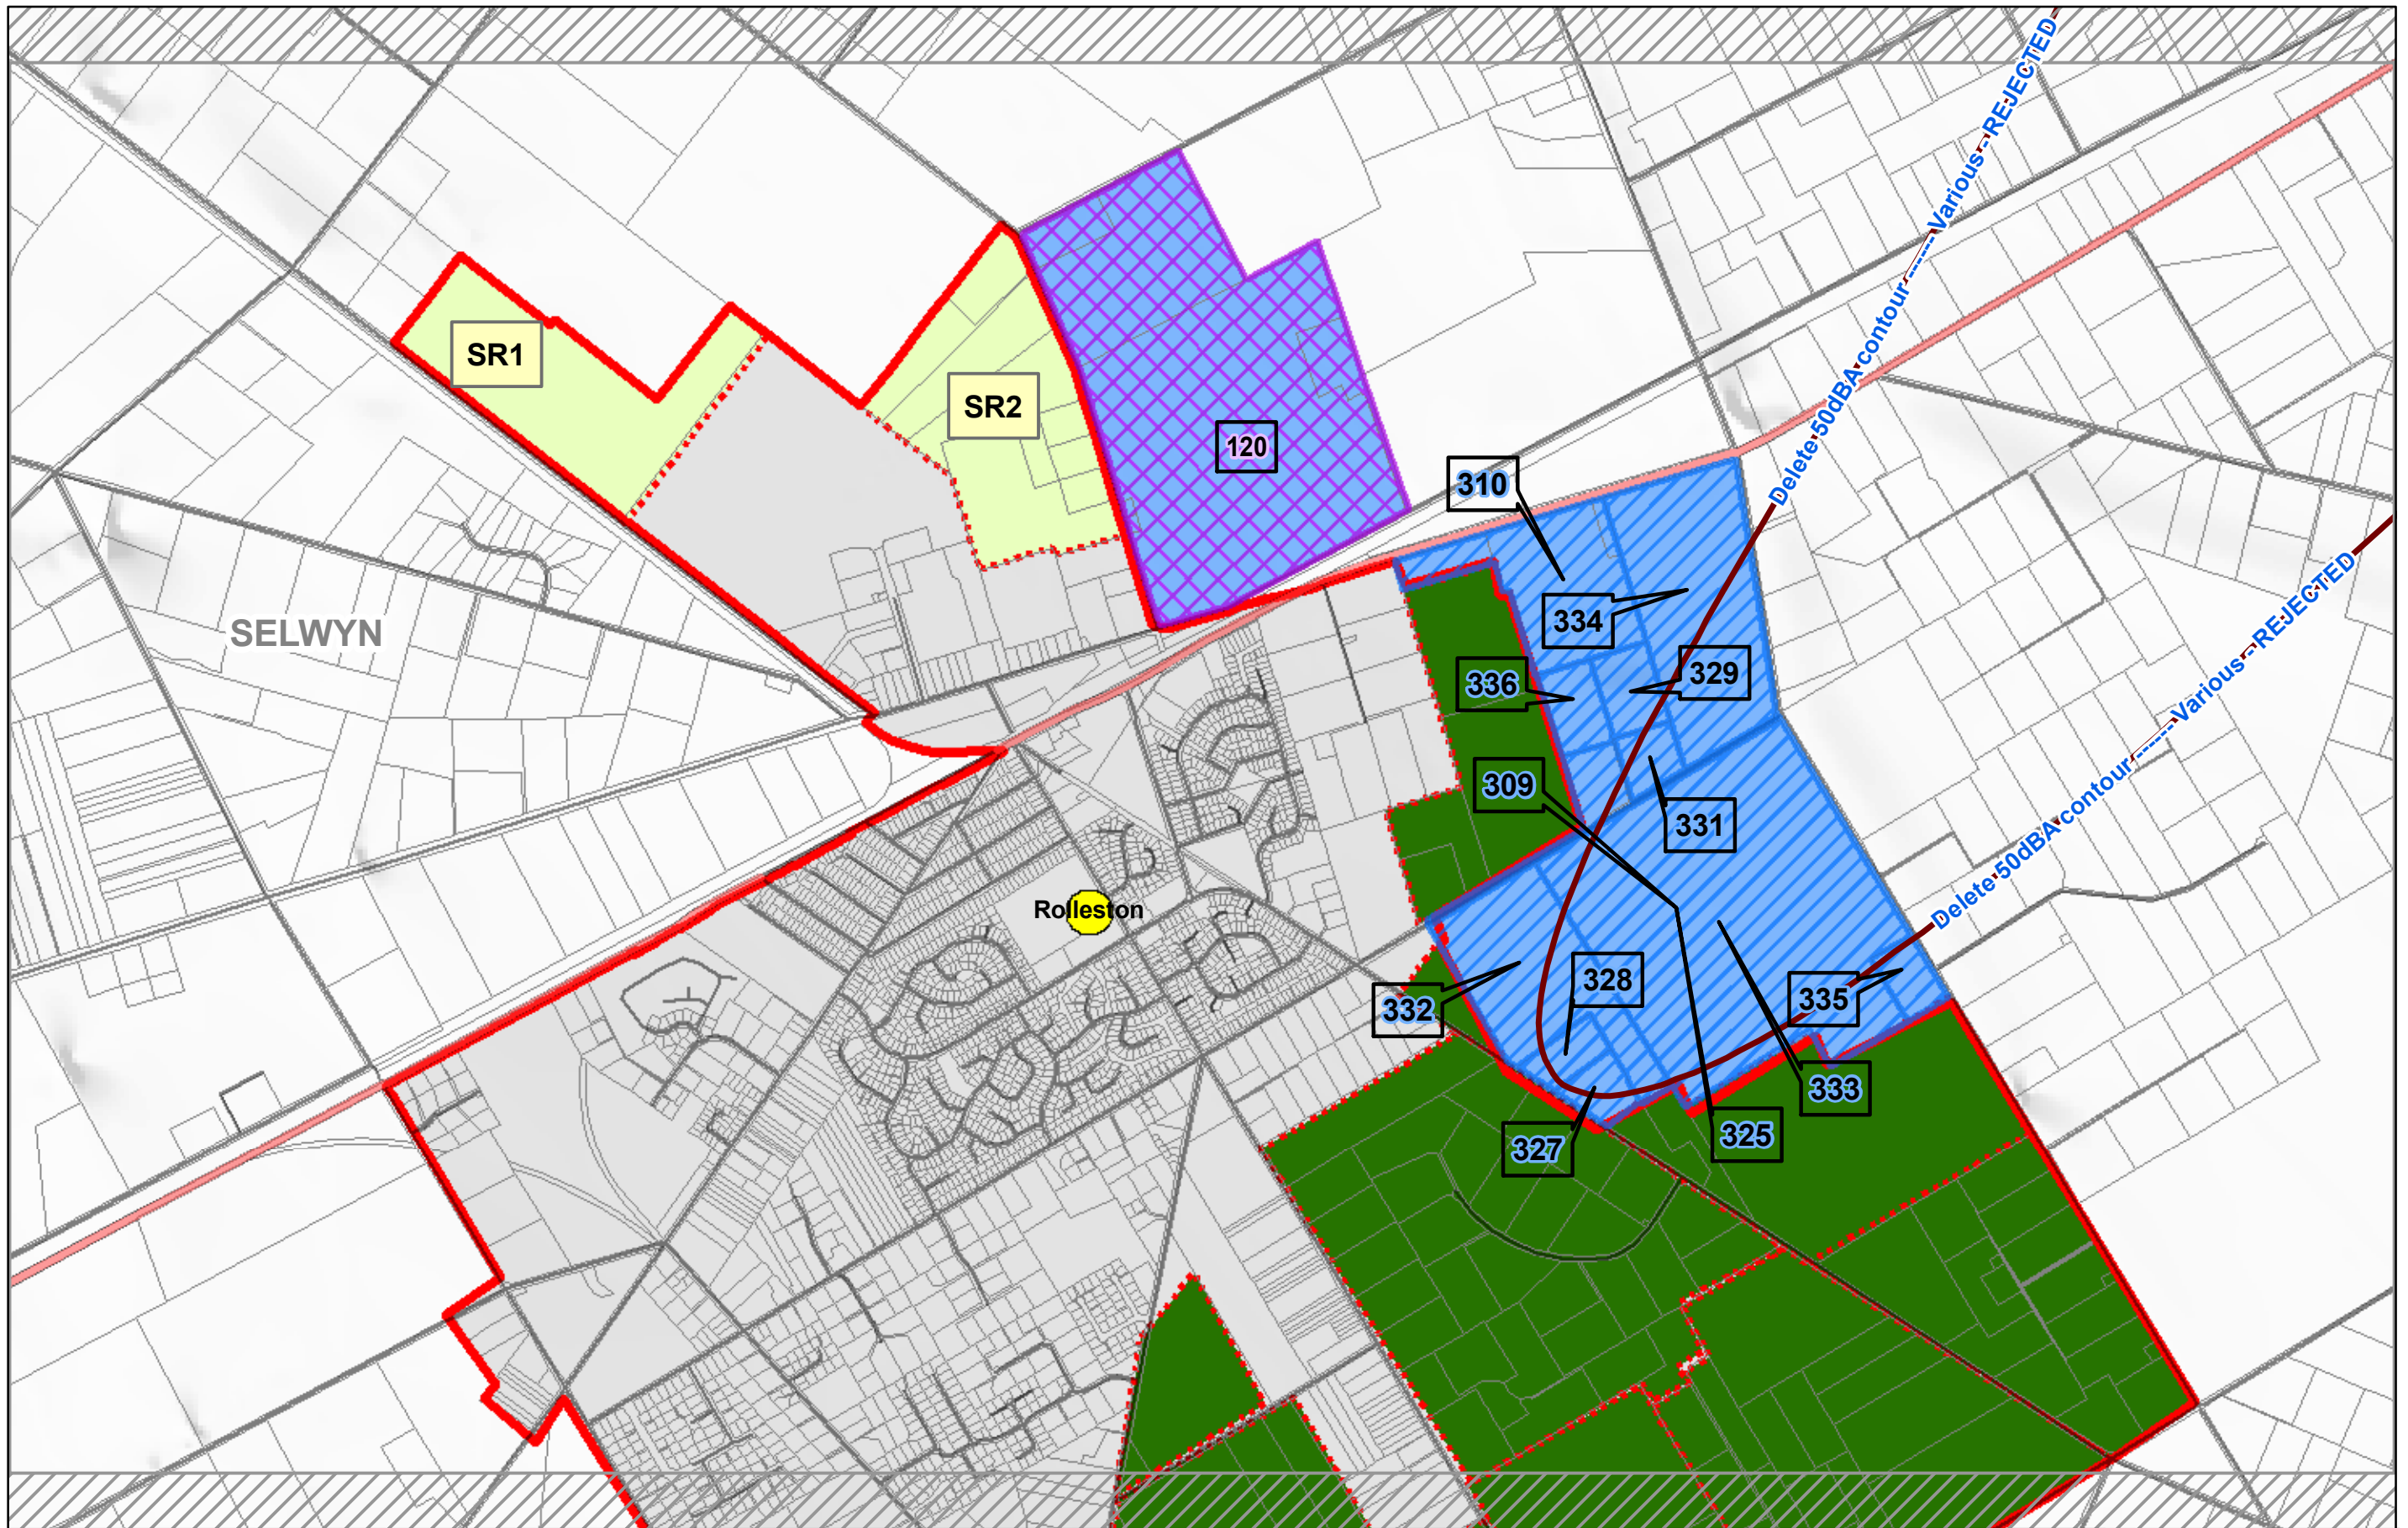 Delete 50dBA contour ------ Various - REJECTED
SR1
SR2
120
310
334
SELWYN
336
329
Delete 50dBA contour ------ Various - REJECTED
309
331
Rolleston
328
332
335
333
325
327